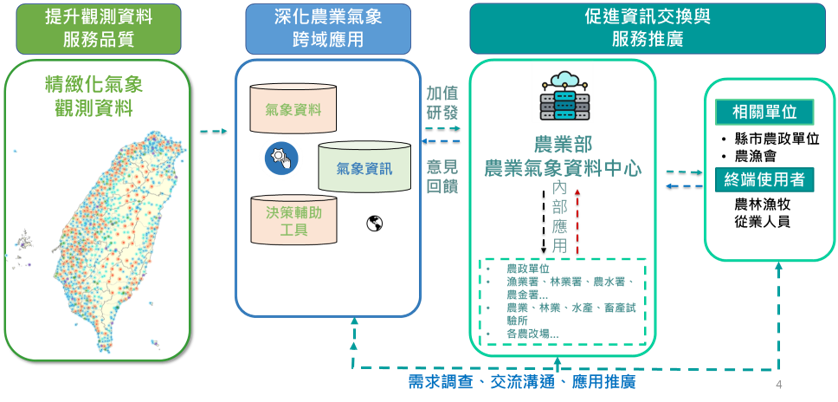 提升觀測資料
服務品質
深化農業氣象
跨域應用
促進資訊交換與
服務推廣
精緻化氣象
觀測資料
氣象資料
氣象資訊
決策輔助
工具
加值
研發
意見
回饋
農業部
農業氣象資料中心
內
部
應
用
• 農政單位
• 漁業署、林業署、農水署、
農金署...
• 農業、林業、水產、畜產試
驗所
• 各農改場...
相關單位
• 縣市農政單位
• 農漁會
終端使用者
農林漁牧
從業人員
需求調查、交流溝通、應用推廣
4